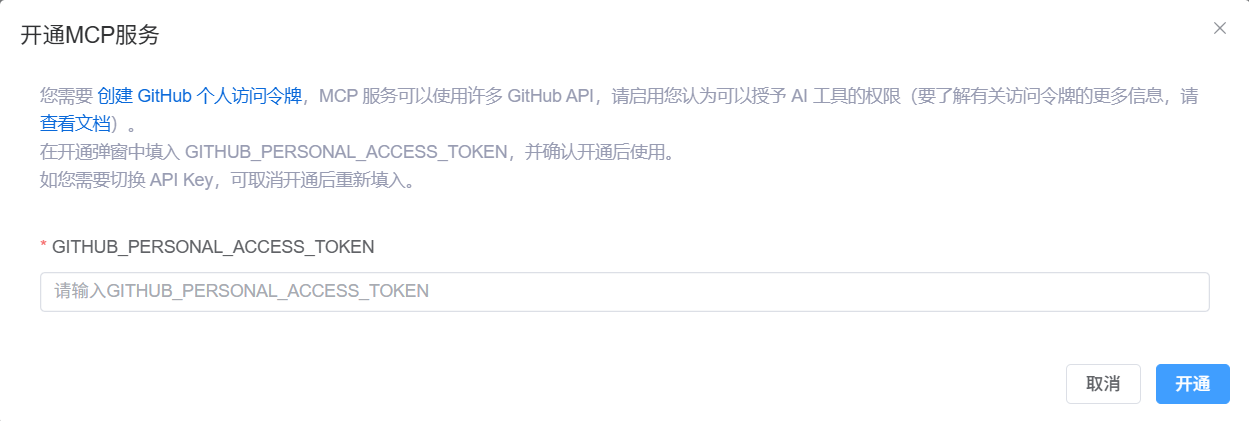 开通MCP服务
您需要 创建 GitHub 个人访问令牌，MCP 服务可以使用许多 GitHub API，请启用您认为可以授予 AI 工具的权限（要了解有关访问令牌的更多信息，请
查看文档）。
在开通弹窗中填入 GITHUB_PERSONAL_ACCESS_TOKEN，并确认开通后使用。
如您需要切换 API Key，可取消开通后重新填入。
* GITHUB_PERSONAL_ACCESS_TOKEN
请输入GITHUB_PERSONAL_ACCESS_TOKEN
取消 开通